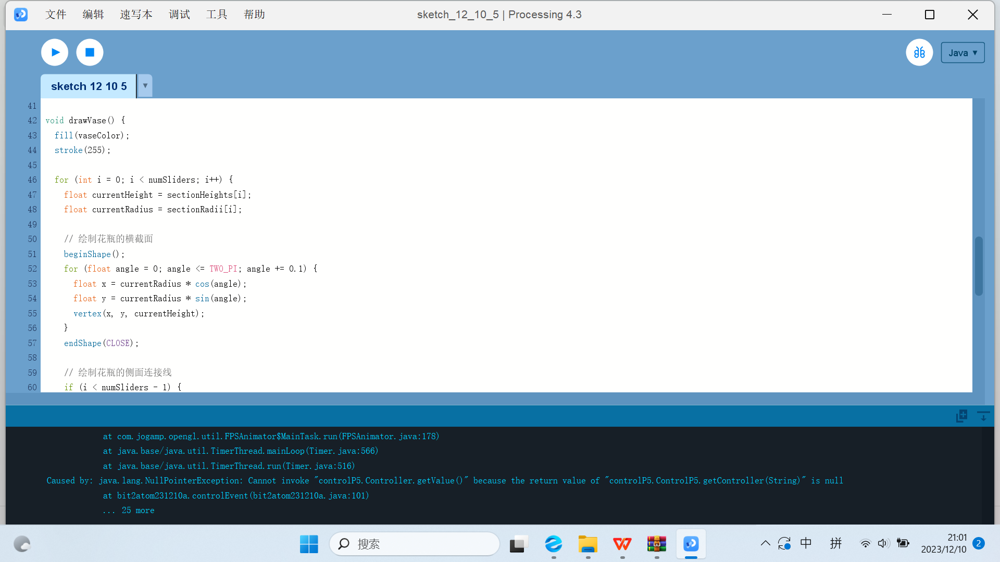 文件 编辑 速写本 调试 工具 帮助
sketch_12_10_5 | Processing 4.3
Java ▼
sketch 12 10 5 ▼
41
42 void drawVase() {
43 fill(vaseColor);
44 stroke(255);
45
46 for (int i = 0; i < numSliders; i++) {
47 float currentHeight = sectionHeights[i];
48 float currentRadius = sectionRadii[i];
49
50 // 绘制花瓶的横截面
51 beginShape();
52 for (float angle = 0; angle <= TWO_PI; angle += 0.1) {
53 float x = currentRadius * cos(angle);
54 float y = currentRadius * sin(angle);
55 vertex(x, y, currentHeight);
56 }
57 endShape(CLOSE);
58
59 // 绘制花瓶的侧面连接线
60 if (i < numSliders - 1) {
at com.jogamp.opengl.util.FPSAnimator$MainTask.run(FPSAnimator.java:178)
at java.base/java.util.TimerThread.mainLoop(Timer.java:566)
at java.base/java.util.TimerThread.run(Timer.java:516)
Caused by: java.lang.NullPointerException: Cannot invoke "controlP5.Controller.getValue()" because the return value of "controlP5.ControlP5.getController(String)" is null
at bit2atom231210a.controlEvent(bit2atom231210a.java:101)
... 25 more
搜索
中 拼
21:01
2023/12/10
2